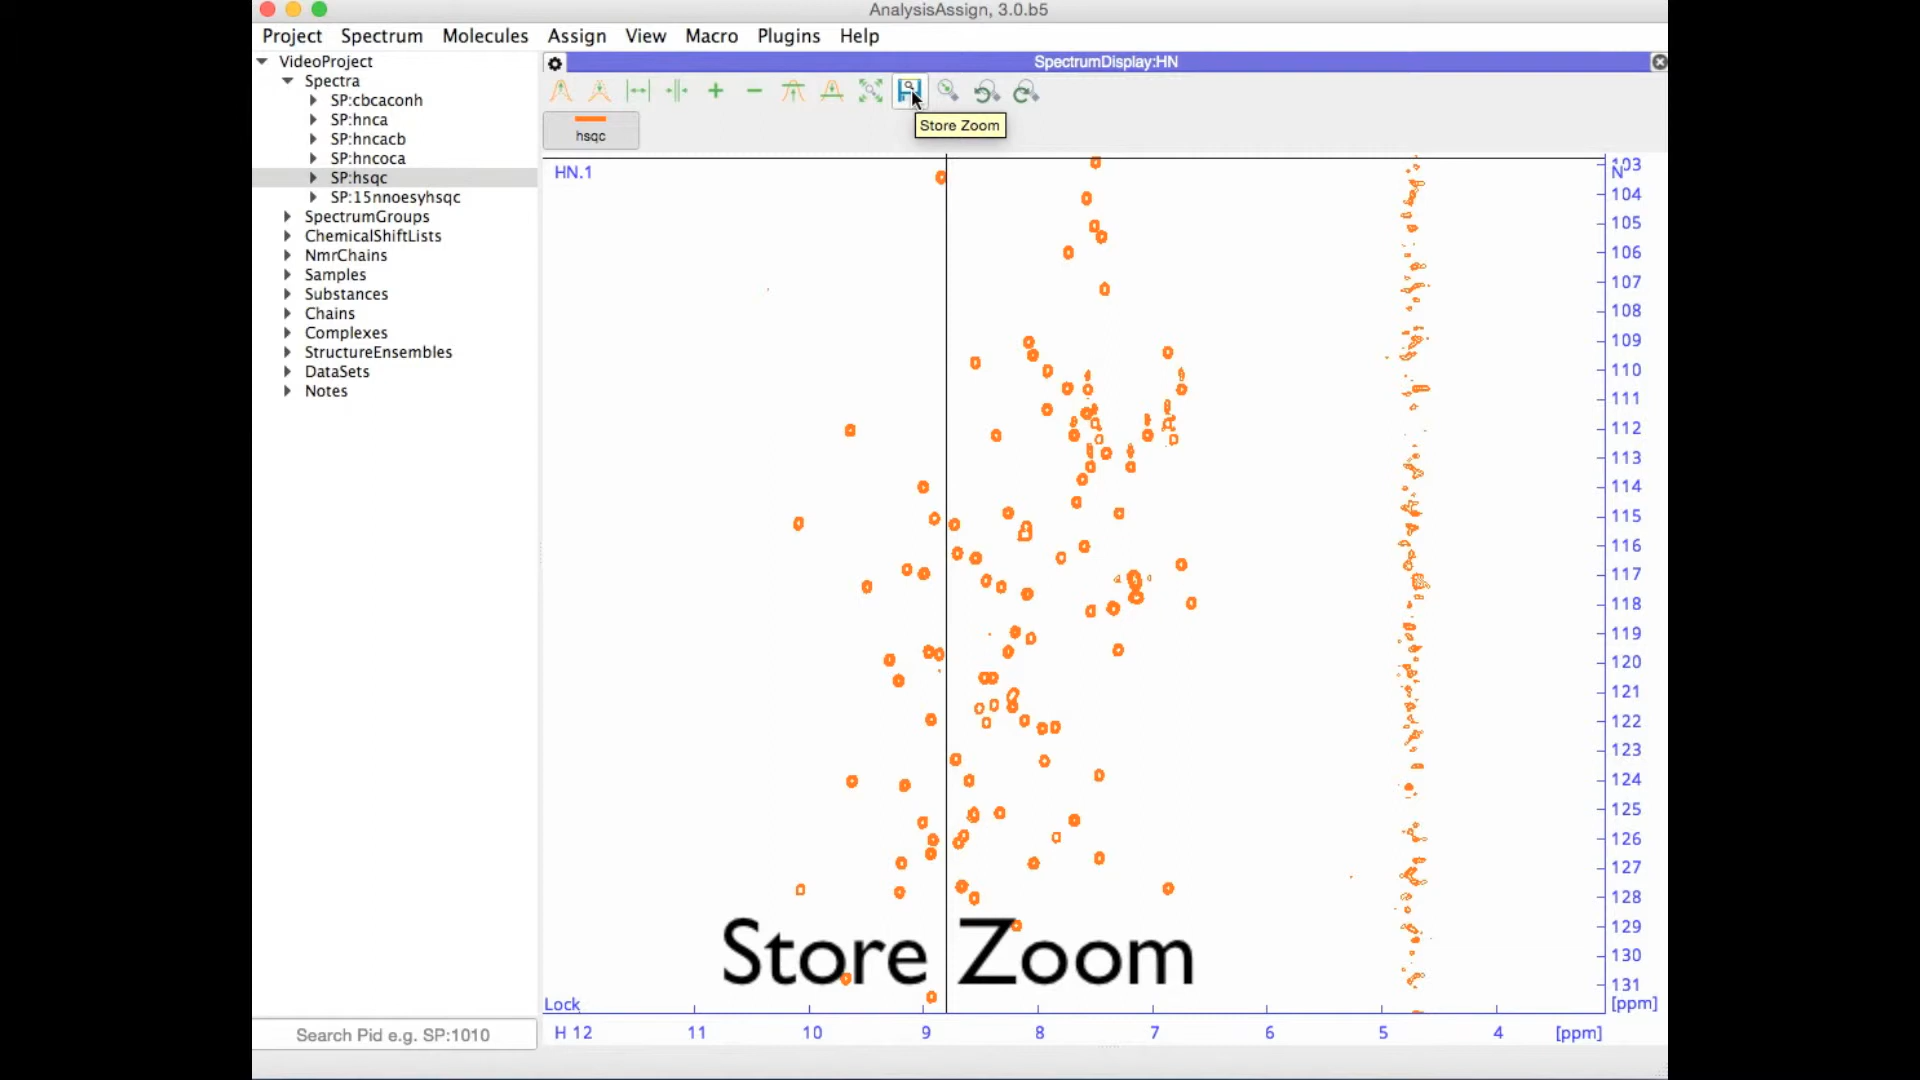 AnalysisAssign, 3.0.b5
Project Spectrum Molecules Assign View Macro Plugins Help
VideoProject
Spectra
SP:cbcaconh
SP:hnca
SP:hncacb
SP:hncoca
SP:hsqc
SP:15nnoesyhsqc
SpectrumGroups
ChemicalShiftLists
NmrChains
Samples
Substances
Chains
Complexes
StructureEnsembles
DataSets
Notes
Search Pid e.g. SP:1010
SpectrumDisplay:HN
Store Zoom
hsqc
HN.1
N
103
104
105
106
107
108
109
110
111
112
113
114
115
116
117
118
119
120
121
122
123
124
125
126
127
128
129
130
131
[ppm]
Store Zoom
Lock
H 12 11 10 9 8 7 6 5 4 [ppm]